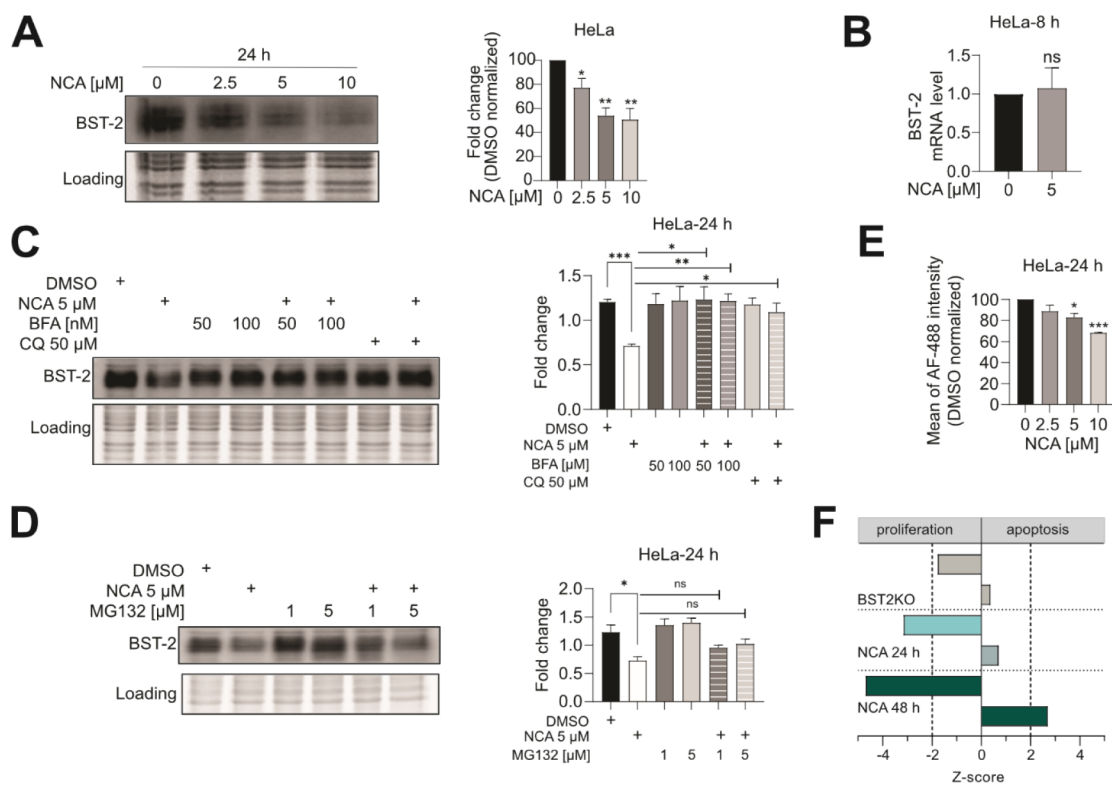 A
24 h
NCA [µM] 0 2.5 5 10
BST-2
Loading
HeLa
Fold change
(DMSO normalized)
100
80
60
40
20
0
* ** **
0 2.5 5 10
NCA [µM]
B
HeLa-8 h
BST-2
mRNA level
1.5
1.0
0.5
0.0
ns
NCA [µM] 0 5
C
DMSO +
NCA 5 µM + + + +
BFA [nM] 50 100 50 100
CQ 50 µM + +
BST-2
Loading
HeLa-24 h
*
**
*** *
Fold change
1.5
1.0
0.5
0.0
DMSO +
NCA 5 µM + + + +
BFA [µM] 50 100 50 100
CQ 50 µM + +
E
HeLa-24 h
Mean of AF-488 intensity
(DMSO normalized)
100
80
60
40
20
0
* ***
0 2.5 5 10
NCA [µM]
D
DMSO +
NCA 5 µM + + +
MG132 [µM] 1 5 1 5
BST-2
Loading
HeLa-24 h
Fold change
2.0
1.5
1.0
0.5
0.0
* ns
ns
DMSO +
NCA 5 µM + + +
MG132 [µM] 1 5 1 5
F
proliferation apoptosis
BST2KO
NCA 24 h
NCA 48 h
-4 -2 0 2 4
Z-score